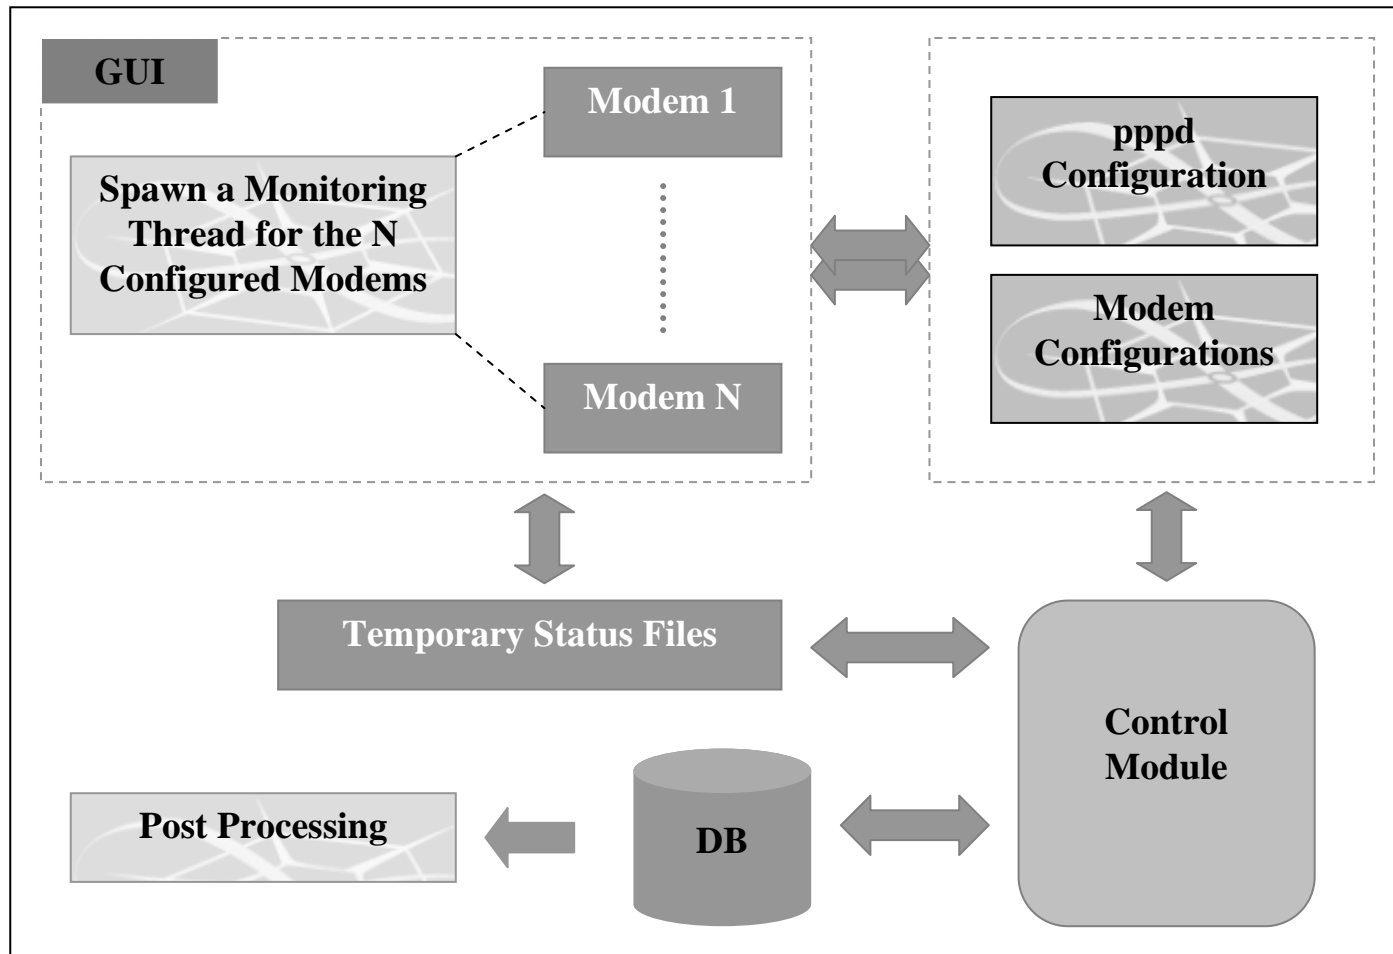 GUI
Modem 1
Spawn a Monitoring
Thread for the N
Configured Modems
Modem N
pppd
Configuration
Modem
Configurations
Temporary Status Files
Control
Module
Post Processing
DB